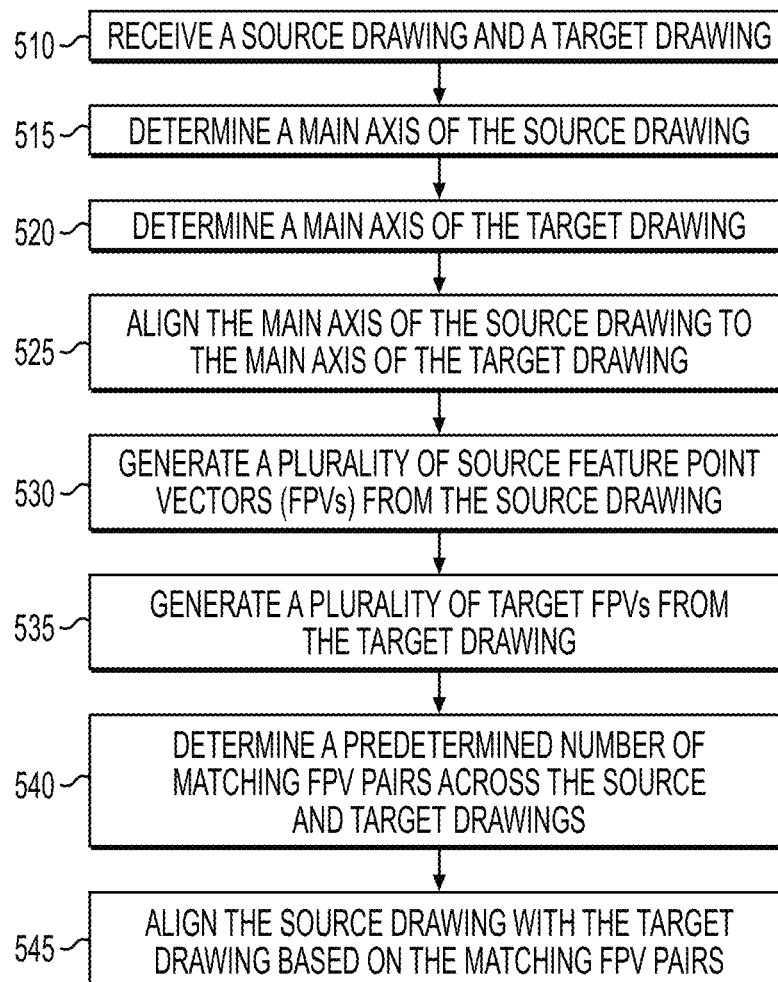 510 RECEIVE A SOURCE DRAWING AND A TARGET DRAWING
515 DETERMINE A MAIN AXIS OF THE SOURCE DRAWING
520 DETERMINE A MAIN AXIS OF THE TARGET DRAWING
525 ALIGN THE MAIN AXIS OF THE SOURCE DRAWING TO
THE MAIN AXIS OF THE TARGET DRAWING
530 GENERATE A PLURALITY OF SOURCE FEATURE POINT
VECTORS (FPVs) FROM THE SOURCE DRAWING
535 GENERATE A PLURALITY OF TARGET FPVs FROM
THE TARGET DRAWING
540 DETERMINE A PREDETERMINED NUMBER OF
MATCHING FPV PAIRS ACROSS THE SOURCE
AND TARGET DRAWINGS
545 ALIGN THE SOURCE DRAWING WITH THE TARGET
DRAWING BASED ON THE MATCHING FPV PAIRS